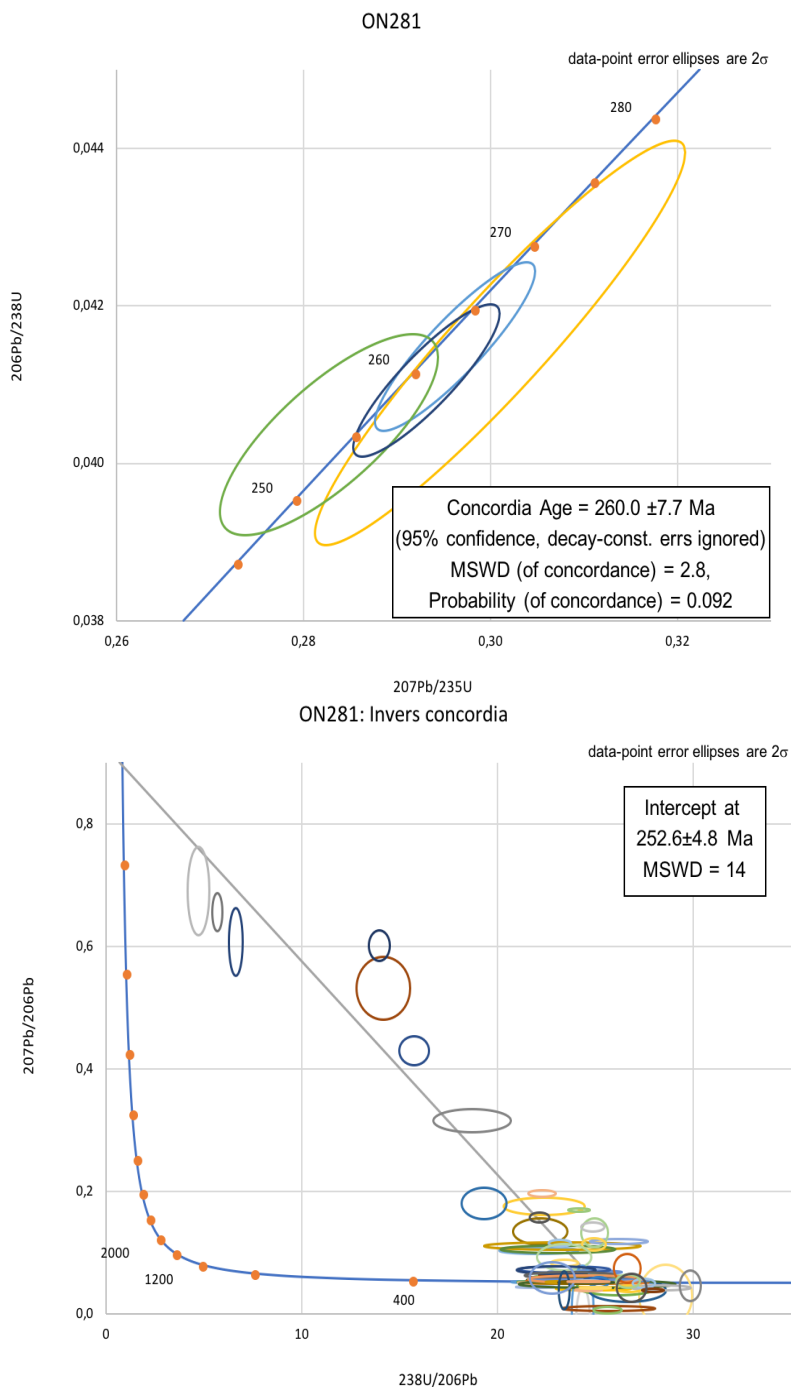 ON281
data-point error ellipses are 2σ
280
0,044
270
206Pb/238U
0,042
260
0,040
250
Concordia Age = 260.0 ±7.7 Ma
(95% confidence, decay-const. errs ignored)
MSWD (of concordance) = 2.8,
Probability (of concordance) = 0.092
0,038
0,26
0,28
0,30
0,32
207Pb/235U
ON281: Invers concordia
data-point error ellipses are 2σ
Intercept at
252.6±4.8 Ma
MSWD = 14
0,8
0,6
207Pb/206Pb
0,4
0,2
2000
1200
400
0,0
0
10
20
30
238U/206Pb